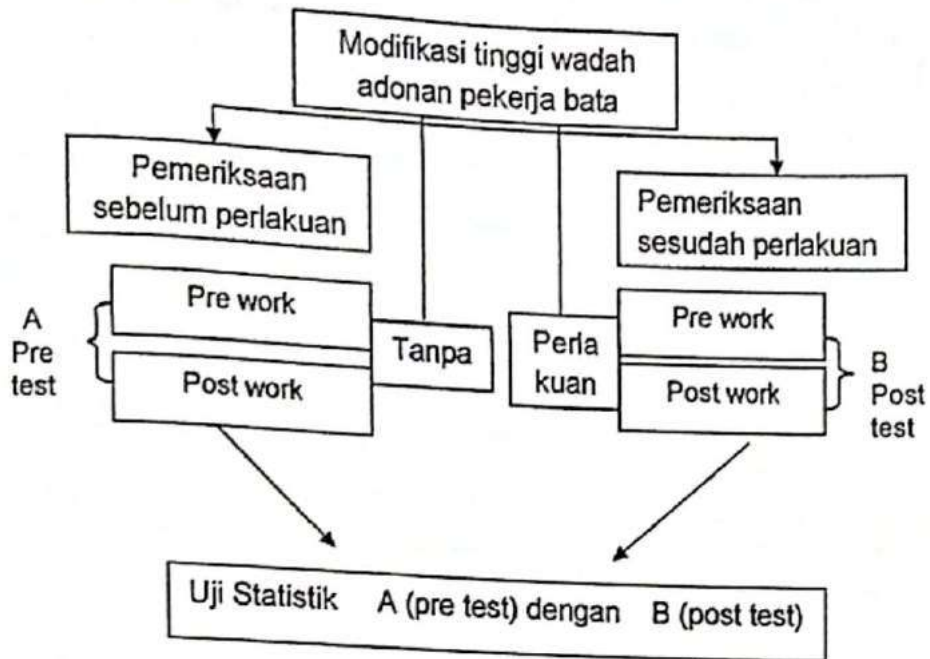 Modifikasi tinggi wadah
adonan pekerja bata
Pemeriksaan
sebelum perlakuan
Pemeriksaan
sesudah perlakuan
A
Pre
test
Pre work
Post work
Tanpa
Perla
kuan
Pre work
Post work
B
Post
test
Uji Statistik A (pre test) dengan B (post test)